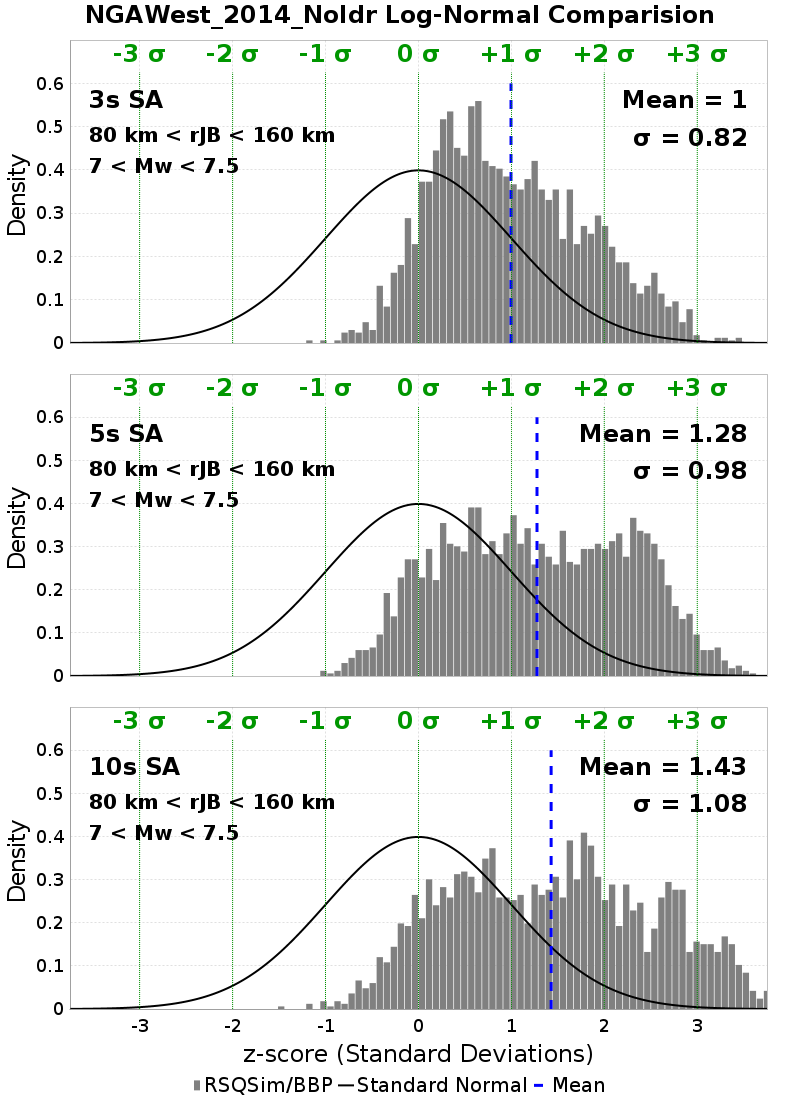 NGAWest_2014_NoIdr Log-Normal Comparision
-3 σ -2 σ -1 σ 0 σ +1 σ +2 σ +3 σ
0.6
0.5
0.4
0.3
0.2
0.1
0
Density
3s SA
80 km < rJB < 160 km
7 < Mw < 7.5
Mean = 1
σ = 0.82
-3 σ -2 σ -1 σ 0 σ +1 σ +2 σ +3 σ
0.6
0.5
0.4
0.3
0.2
0.1
0
Density
5s SA
80 km < rJB < 160 km
7 < Mw < 7.5
Mean = 1.28
σ = 0.98
-3 σ -2 σ -1 σ 0 σ +1 σ +2 σ +3 σ
0.6
0.5
0.4
0.3
0.2
0.1
0
Density
10s SA
80 km < rJB < 160 km
7 < Mw < 7.5
Mean = 1.43
σ = 1.08
-3 -2 -1 0 1 2 3
z-score (Standard Deviations)
RSQSim/BBP Standard Normal Mean